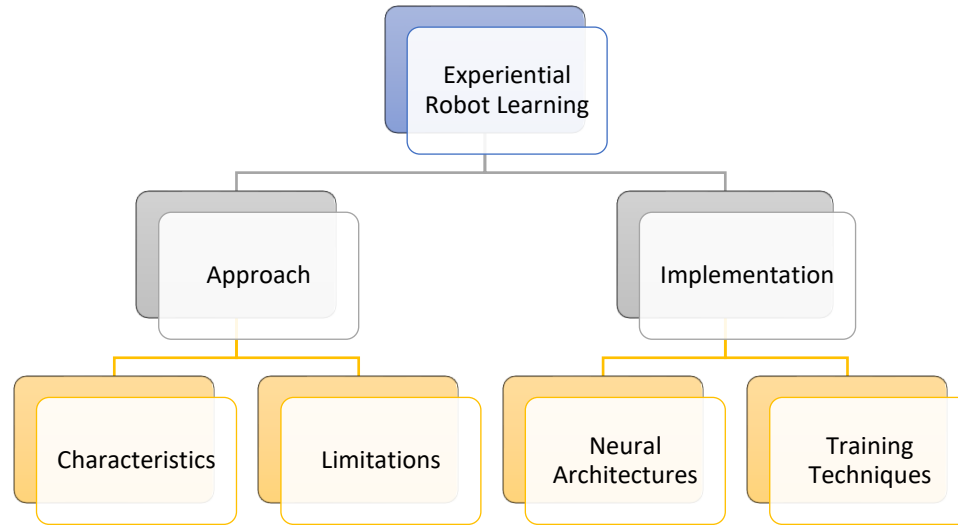 Experiential
Robot Learning
Approach
Implementation
Characteristics
Limitations
Neural
Architectures
Training
Techniques